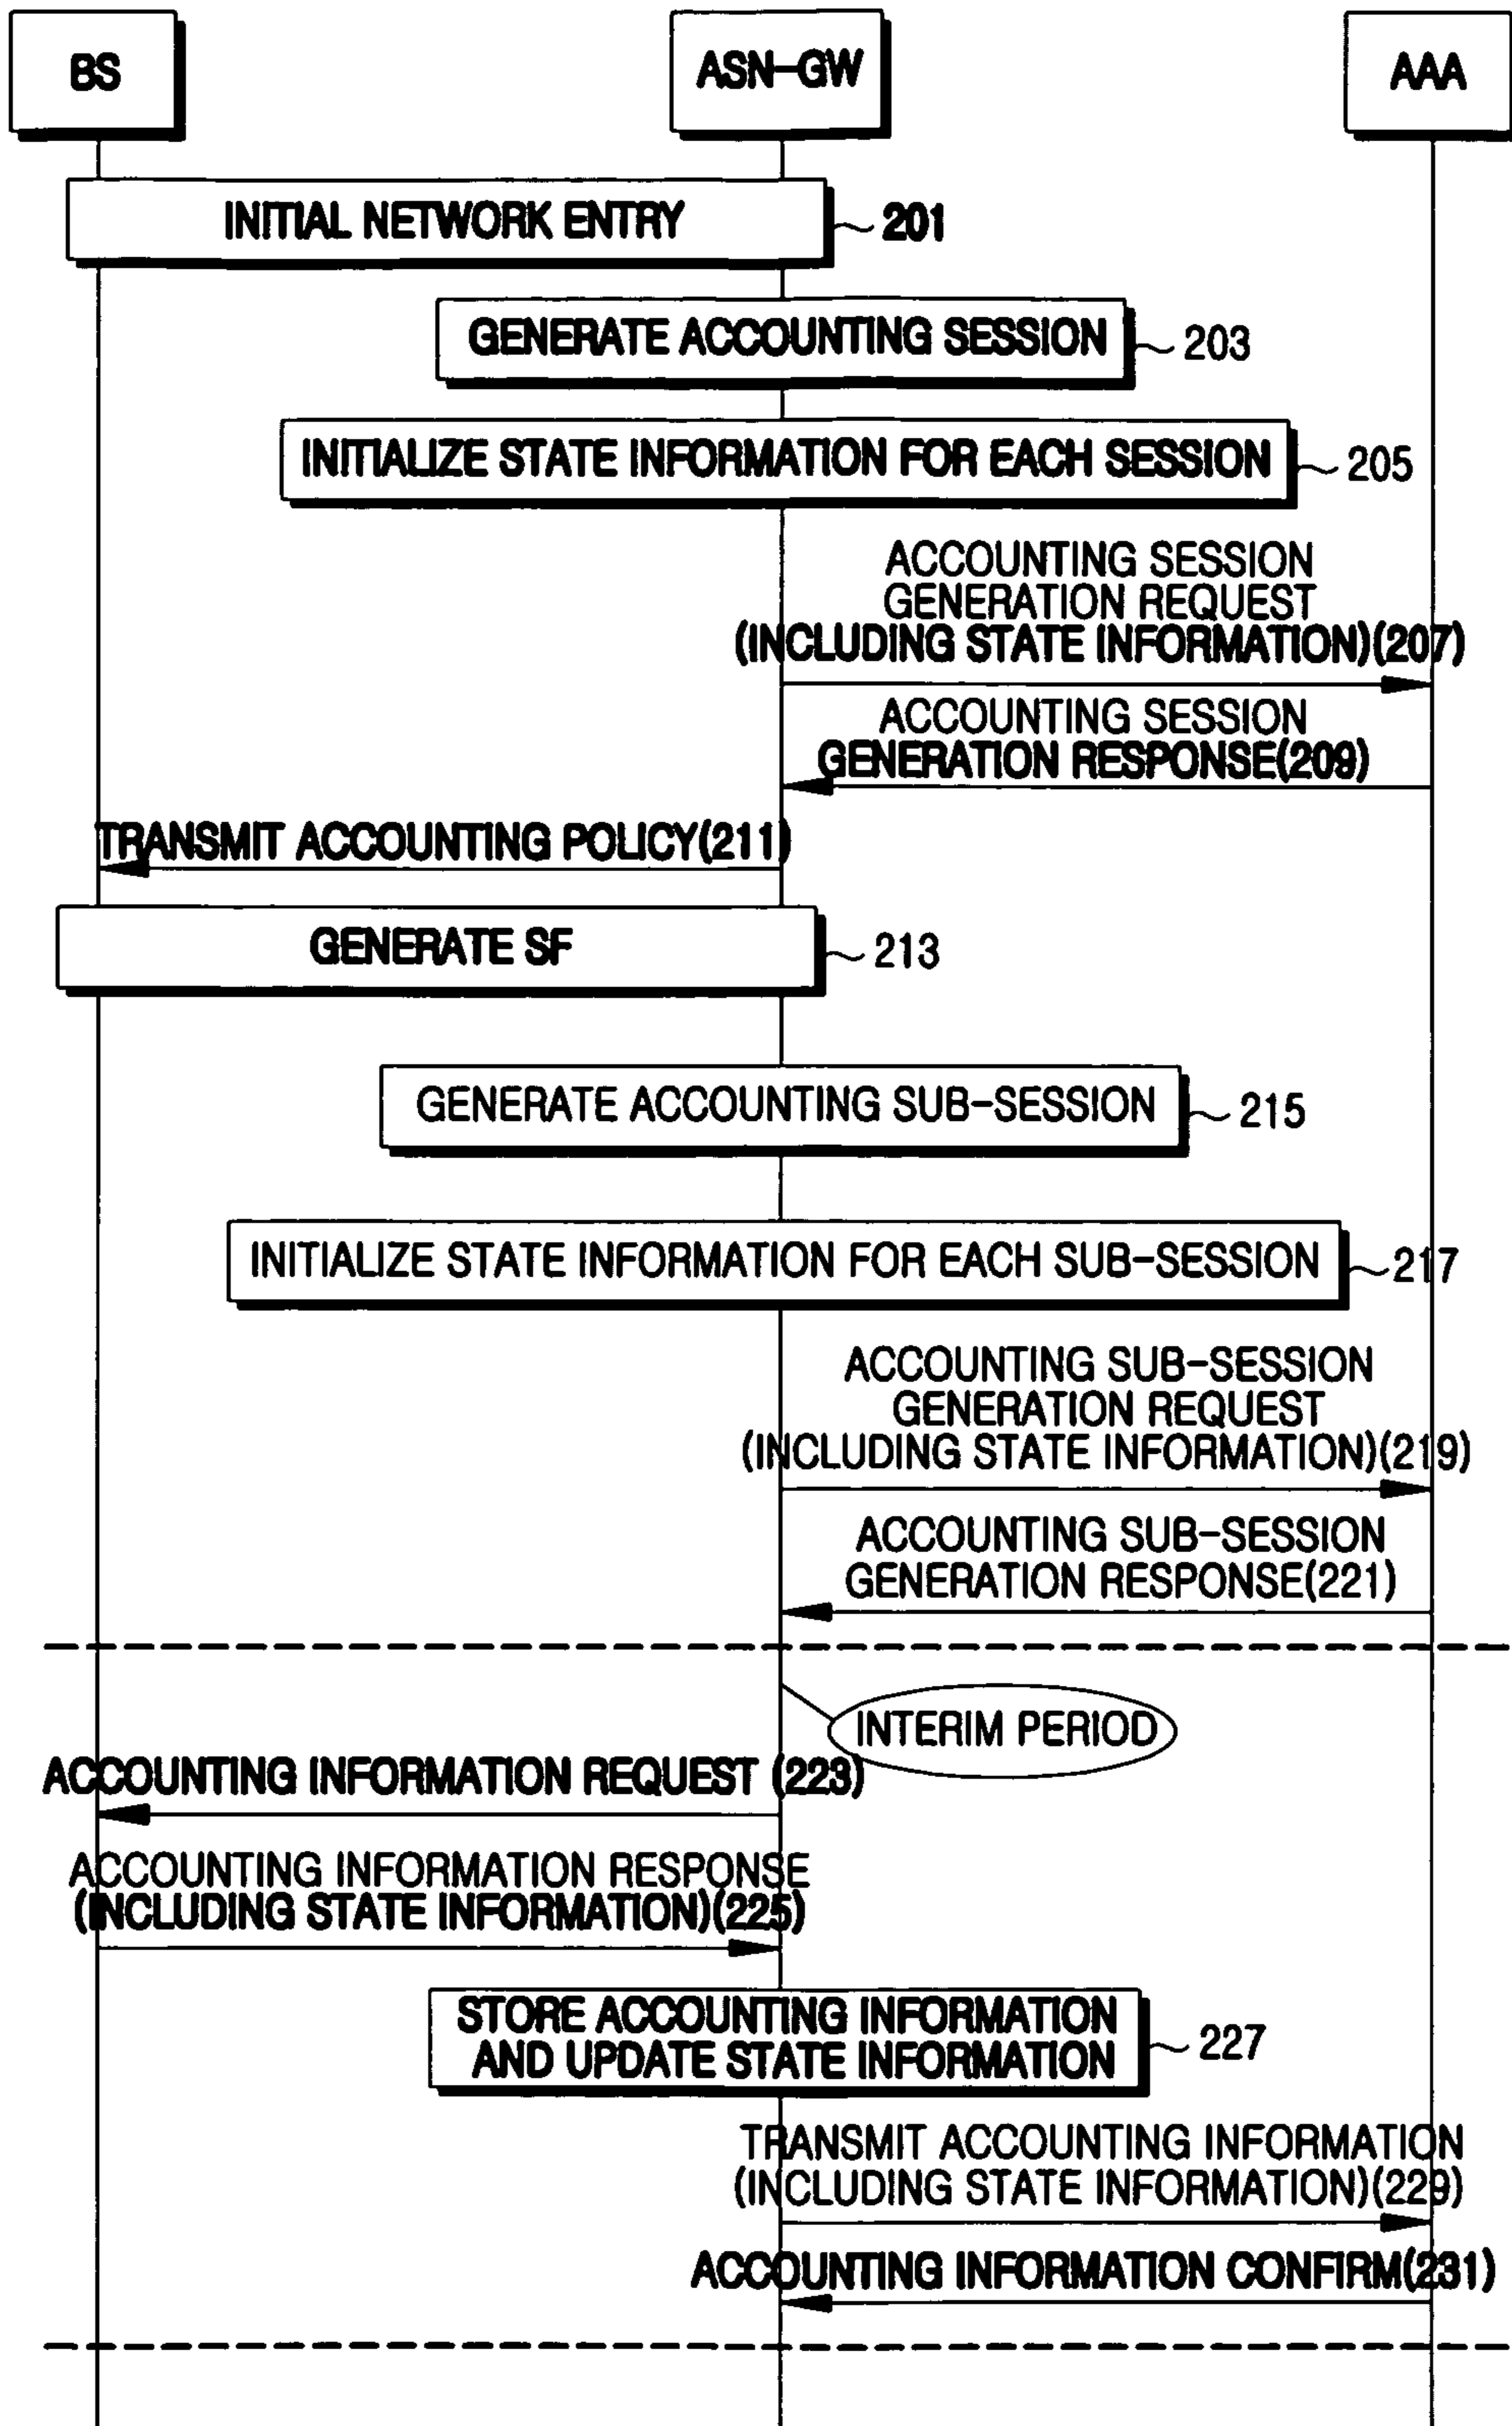 BS
ASN-GW
AAA
INITIAL NETWORK ENTRY
201
GENERATE ACCOUNTING SESSION
203
INITIALIZE STATE INFORMATION FOR EACH SESSION
205
ACCOUNTING SESSION
GENERATION REQUEST
(INCLUDING STATE INFORMATION)(207)
ACCOUNTING SESSION
GENERATION RESPONSE(209)
TRANSMIT ACCOUNTING POLICY(211)
GENERATE SF
213
GENERATE ACCOUNTING SUB-SESSION
215
INITIALIZE STATE INFORMATION FOR EACH SUB-SESSION
217
ACCOUNTING SUB-SESSION
GENERATION REQUEST
(INCLUDING STATE INFORMATION)(219)
ACCOUNTING SUB-SESSION
GENERATION RESPONSE(221)
INTERIM PERIOD
ACCOUNTING INFORMATION REQUEST (223)
ACCOUNTING INFORMATION RESPONSE
(INCLUDING STATE INFORMATION)(225)
STORE ACCOUNTING INFORMATION
AND UPDATE STATE INFORMATION
227
TRANSMIT ACCOUNTING INFORMATION
(INCLUDING STATE INFORMATION)(229)
ACCOUNTING INFORMATION CONFIRM(231)